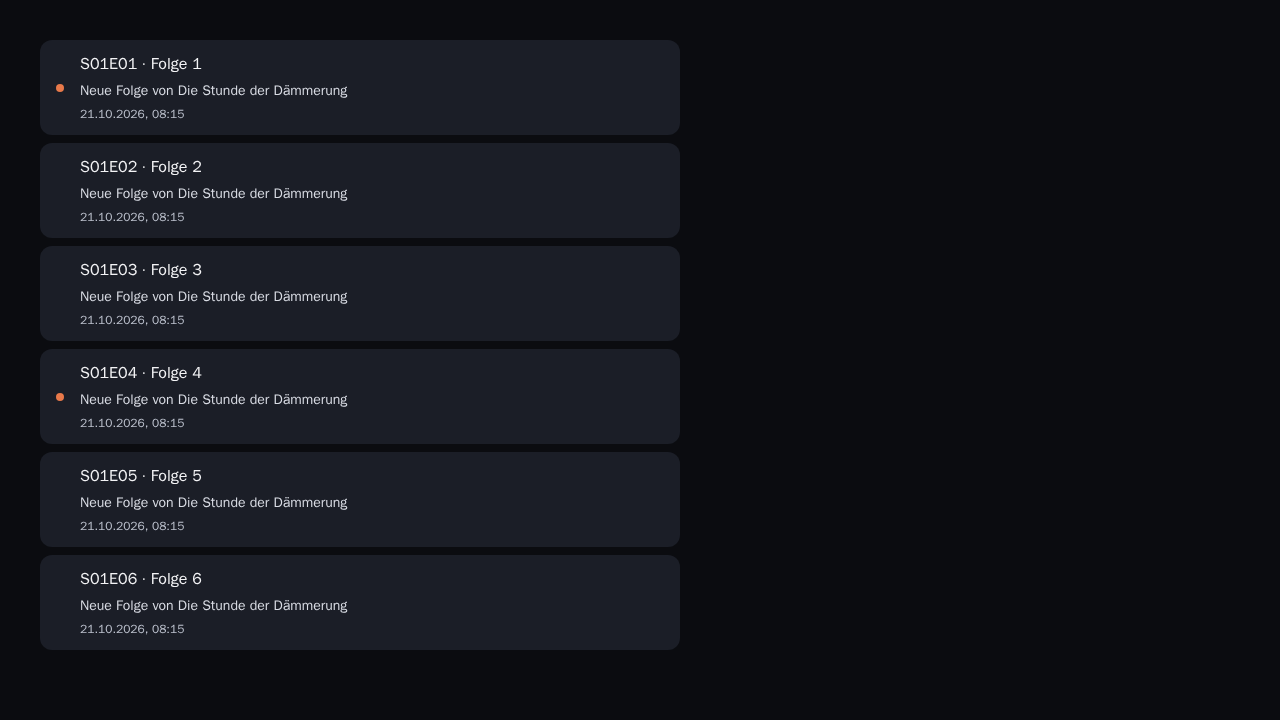 S01E01 · Folge 1
Neue Folge von Die Stunde der Dämmerung
21.10.2026, 08:15
S01E02 · Folge 2
Neue Folge von Die Stunde der Dämmerung
21.10.2026, 08:15
S01E03 · Folge 3
Neue Folge von Die Stunde der Dämmerung
21.10.2026, 08:15
S01E04 · Folge 4
Neue Folge von Die Stunde der Dämmerung
21.10.2026, 08:15
S01E05 · Folge 5
Neue Folge von Die Stunde der Dämmerung
21.10.2026, 08:15
S01E06 · Folge 6
Neue Folge von Die Stunde der Dämmerung
21.10.2026, 08:15